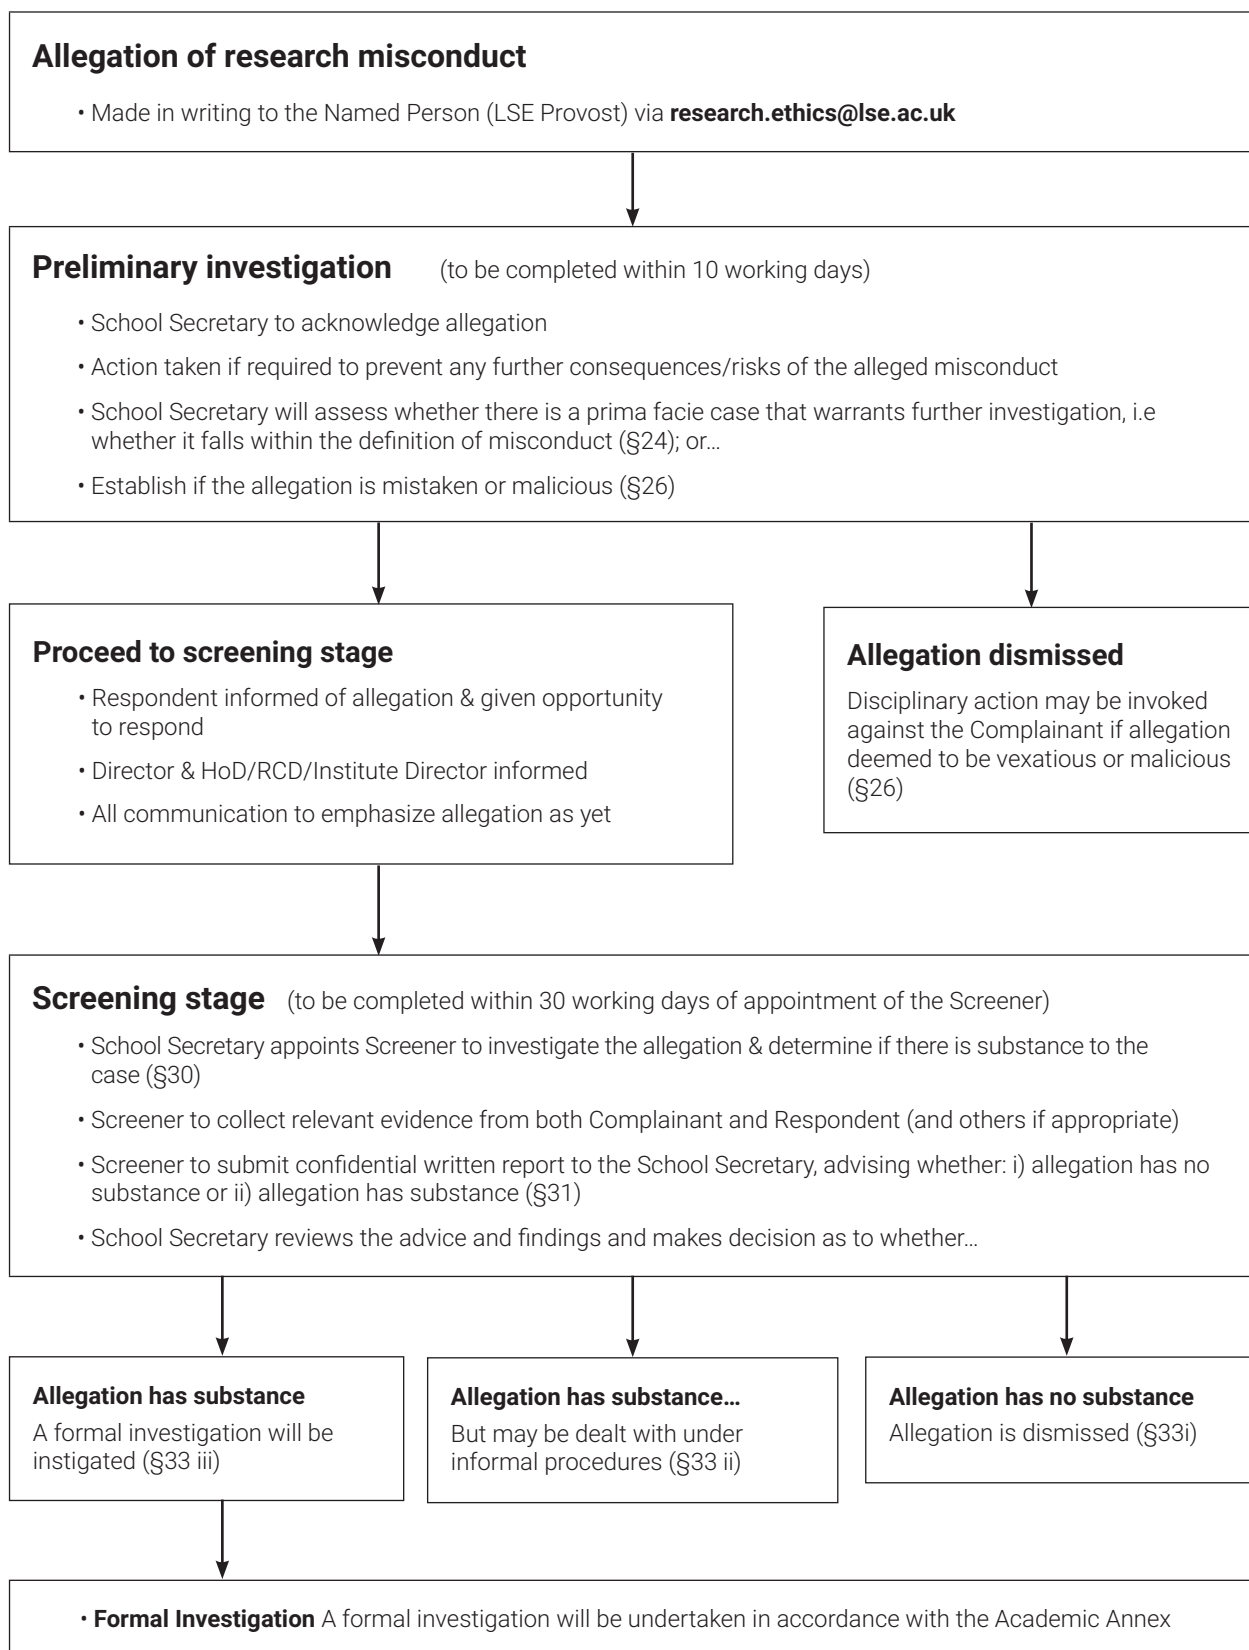 Allegation of research misconduct
• Made in writing to the Named Person (LSE Provost) via research.ethics@lse.ac.uk
Preliminary investigation (to be completed within 10 working days)
• School Secretary to acknowledge allegation
• Action taken if required to prevent any further consequences/risks of the alleged misconduct
• School Secretary will assess whether there is a prima facie case that warrants further investigation, i.e
whether it falls within the definition of misconduct (§24); or…
• Establish if the allegation is mistaken or malicious (§26)
Proceed to screening stage
• Respondent informed of allegation & given opportunity
to respond
• Director & HoD/RCD/Institute Director informed
• All communication to emphasize allegation as yet
Allegation dismissed
Disciplinary action may be invoked
against the Complainant if allegation
deemed to be vexatious or malicious
(§26)
Screening stage (to be completed within 30 working days of appointment of the Screener)
• School Secretary appoints Screener to investigate the allegation & determine if there is substance to the
case (§30)
• Screener to collect relevant evidence from both Complainant and Respondent (and others if appropriate)
• Screener to submit confidential written report to the School Secretary, advising whether: i) allegation has no
substance or ii) allegation has substance (§31)
• School Secretary reviews the advice and findings and makes decision as to whether…
Allegation has substance
A formal investigation will be
instigated (§33 iii)
Allegation has substance…
But may be dealt with under
informal procedures (§33 ii)
Allegation has no substance
Allegation is dismissed (§33i)
• Formal Investigation A formal investigation will be undertaken in accordance with the Academic Annex